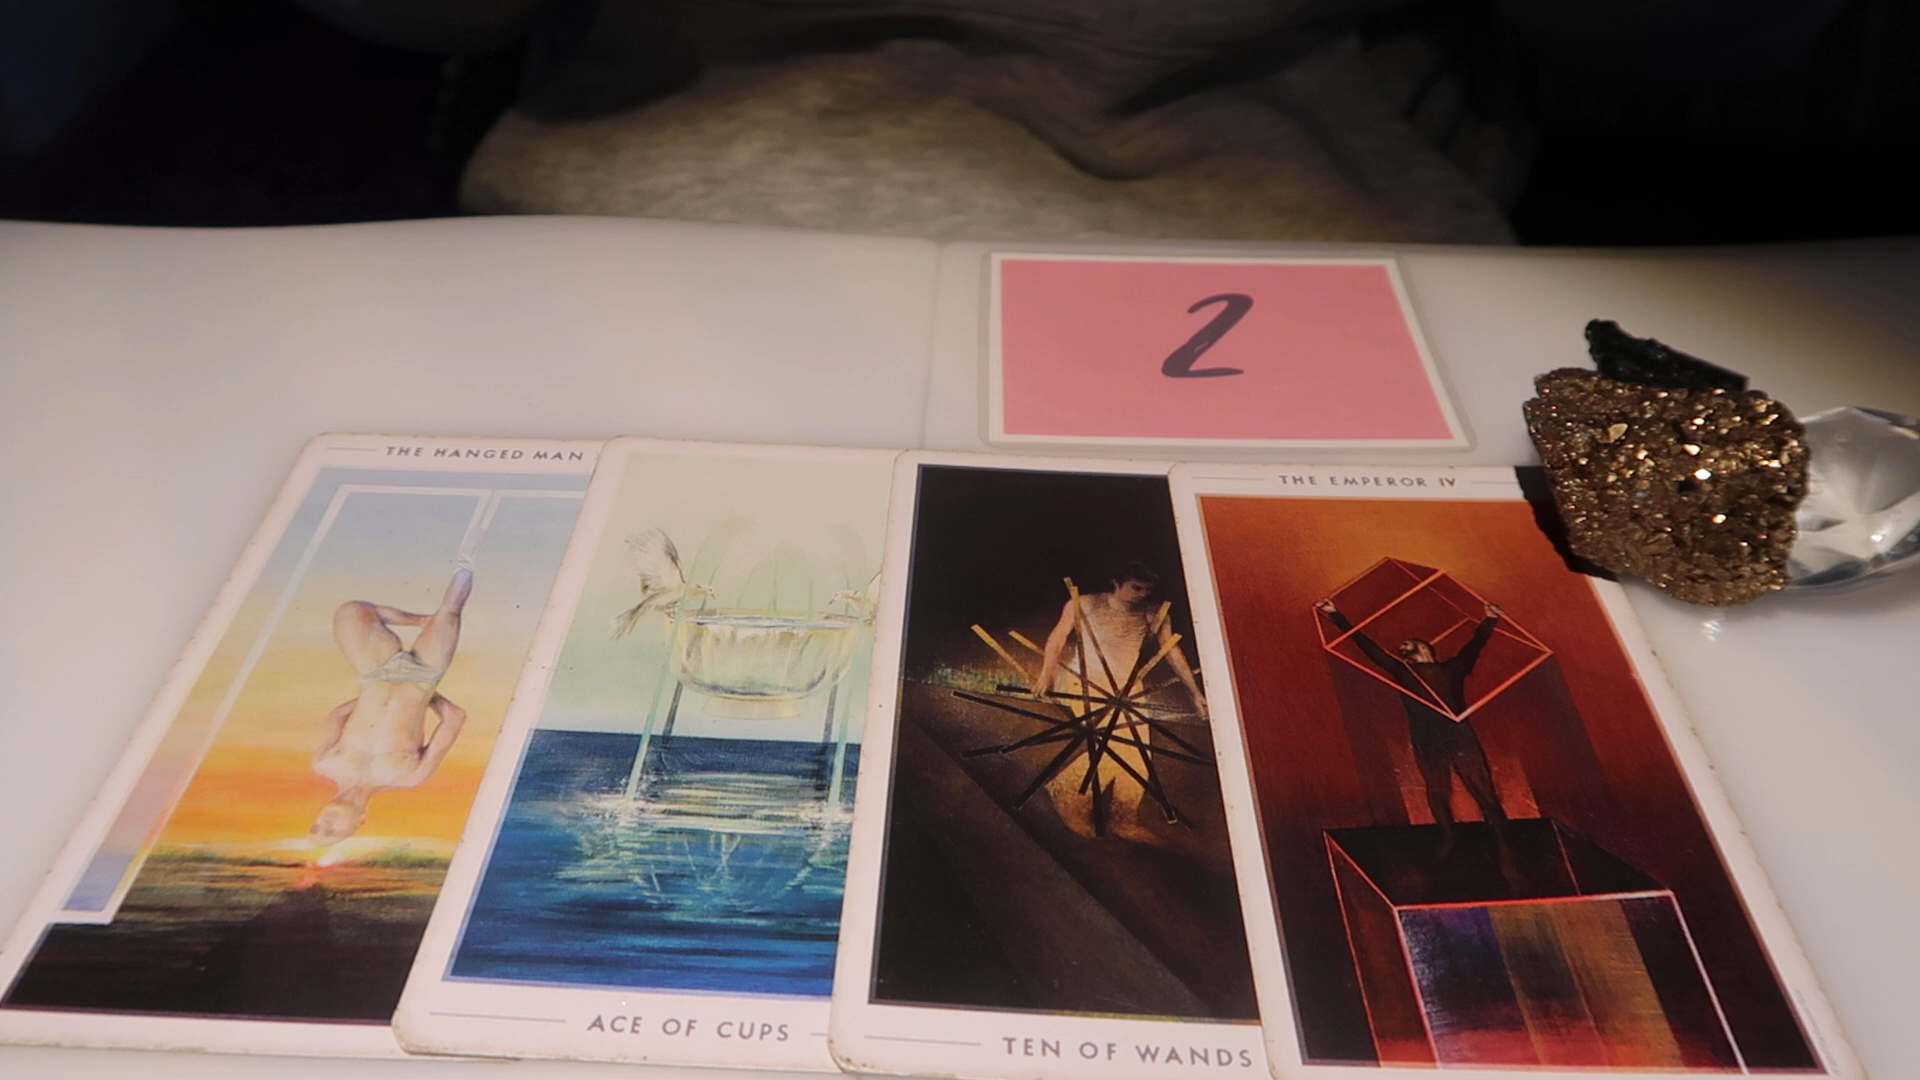 2
THE HANGED MAN
THE EMPEROR IV
ACE OF CUPS
TEN OF WANDS